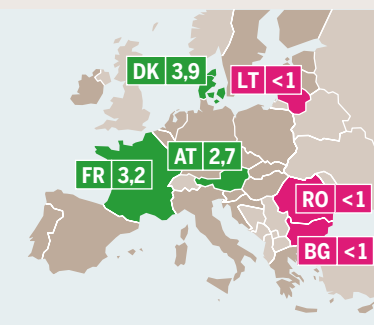 DK 3,9
LT <1
AT 2,7
FR 3,2
RO <1
BG <1